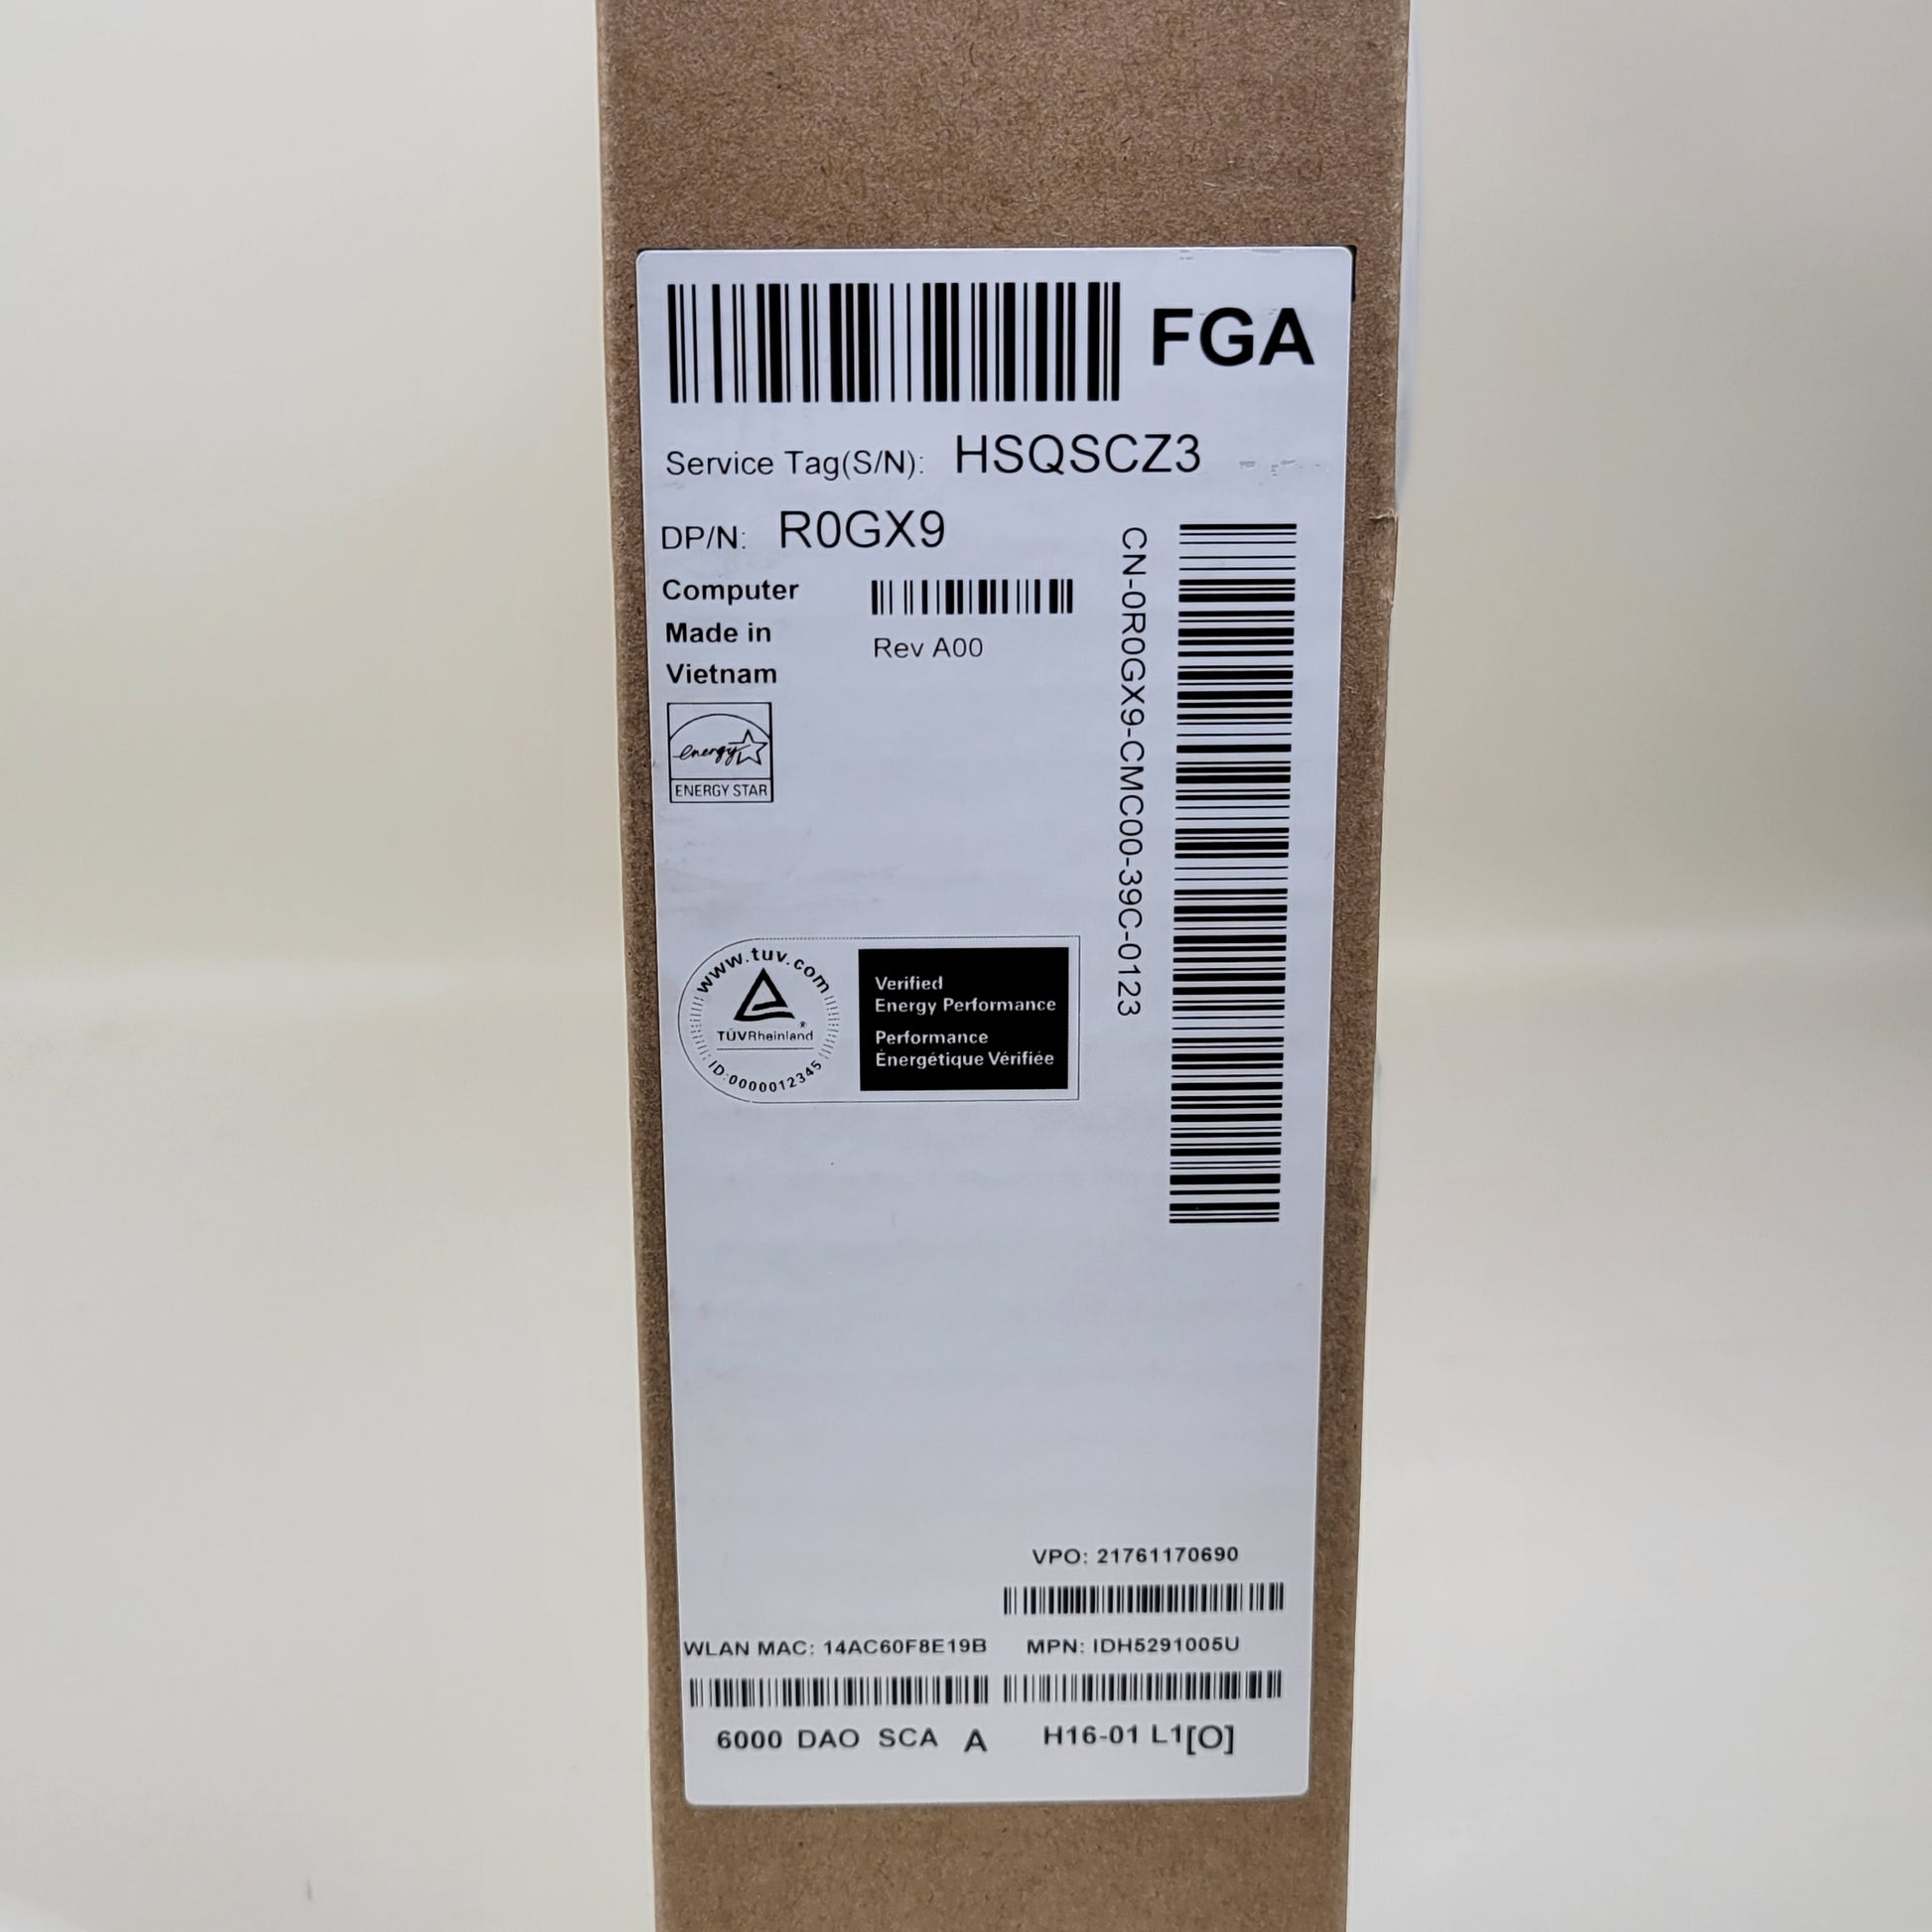 FGA
Service Tag(S/N): HSQSCZ3
DP/N: R0GX9
Computer
Made in
Vietnam
Rev A00
CN-0R0GX9-CMC00-39C-0123
energy
ENERGY STAR
www.tuv.com
TÜVRheinland®
ID:0000012345
Verified
Energy Performance
Performance
Énergétique Vérifiée
VPO: 21761170690
WLAN MAC: 14AC60F8E19B
MPN: IDH5291005U
6000 DAO SCA A
H16-01 L1[O]